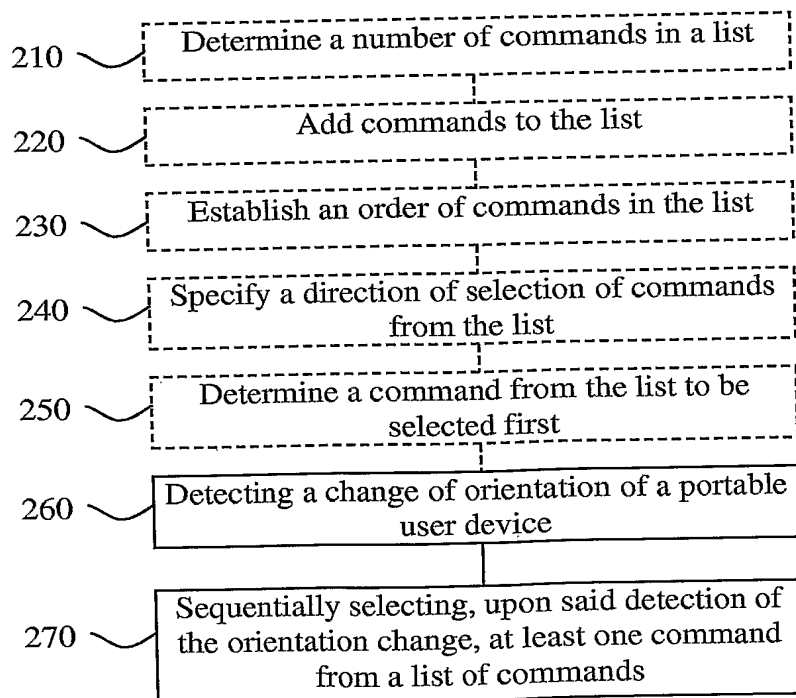 210 Determine a number of commands in a list
220 Add commands to the list
230 Establish an order of commands in the list
240 Specify a direction of selection of commands
from the list
250 Determine a command from the list to be
selected first
260 Detecting a change of orientation of a portable
user device
Sequentially selecting, upon said detection of
270 the orientation change, at least one command
from a list of commands